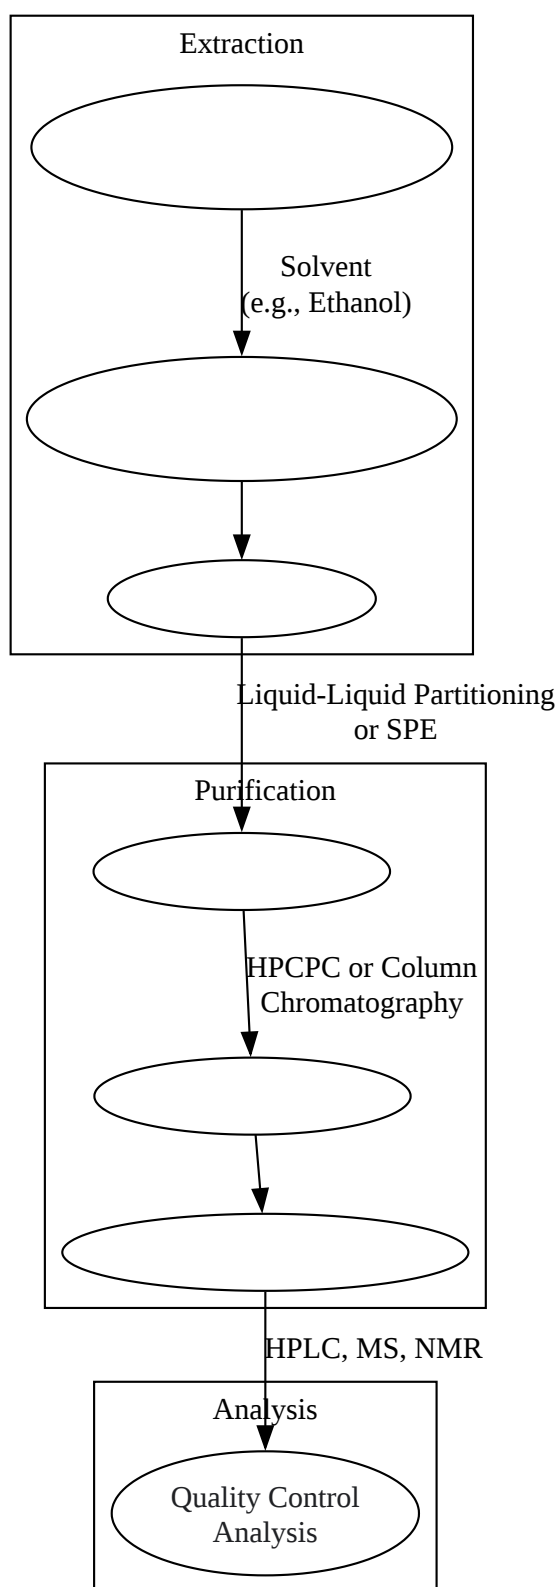 Extraction
Solvent
(e.g., Ethanol)
Liquid-Liquid Partitioning
or SPE
Purification
HPCPC or Column
Chromatography
HPLC, MS, NMR
Analysis
Quality Control
Analysis